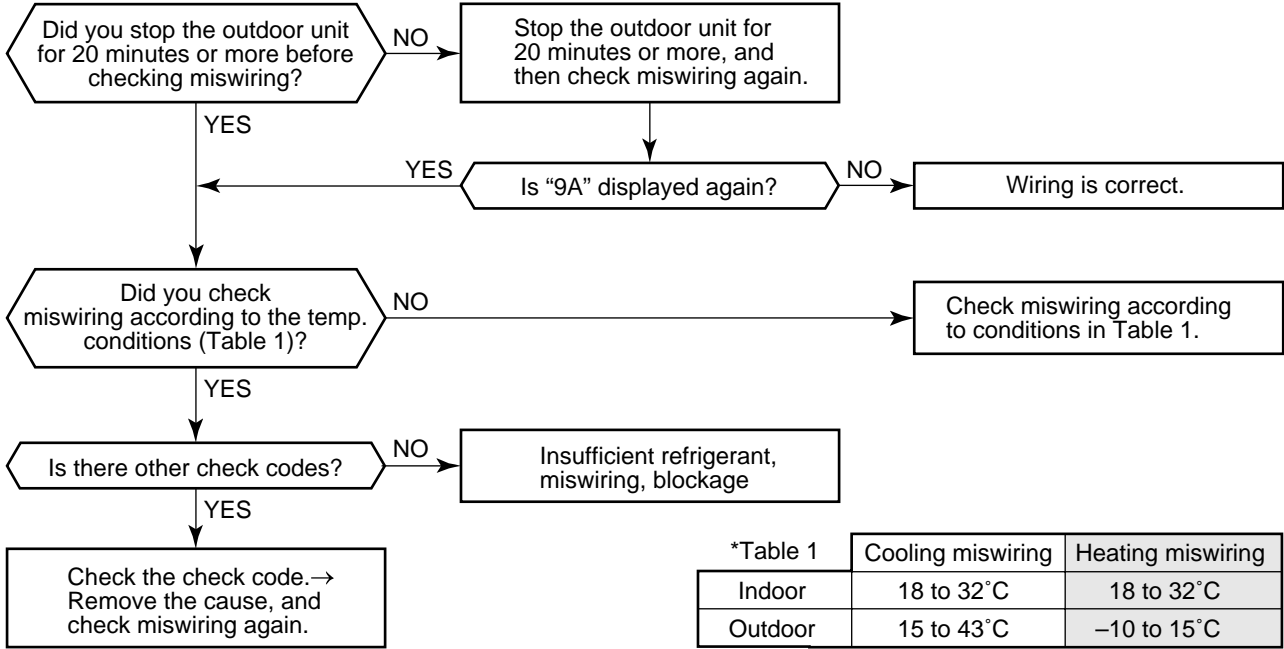 Did you stop the outdoor unit
for 20 minutes or more before
checking miswiring?
NO
Stop the outdoor unit for
20 minutes or more, and
then check miswiring again.
YES
YES
Is “9A” displayed again?
NO
Wiring is correct.
Did you check
miswiring according to the temp.
conditions (Table 1)?
NO
Check miswiring according
to conditions in Table 1.
YES
Is there other check codes?
NO
Insufficient refrigerant,
miswiring, blockage
YES
Check the check code.→
Remove the cause, and
check miswiring again.
*Table 1 Cooling miswiring Heating miswiring
Indoor 18 to 32˚C 18 to 32˚C
Outdoor 15 to 43˚C –10 to 15˚C